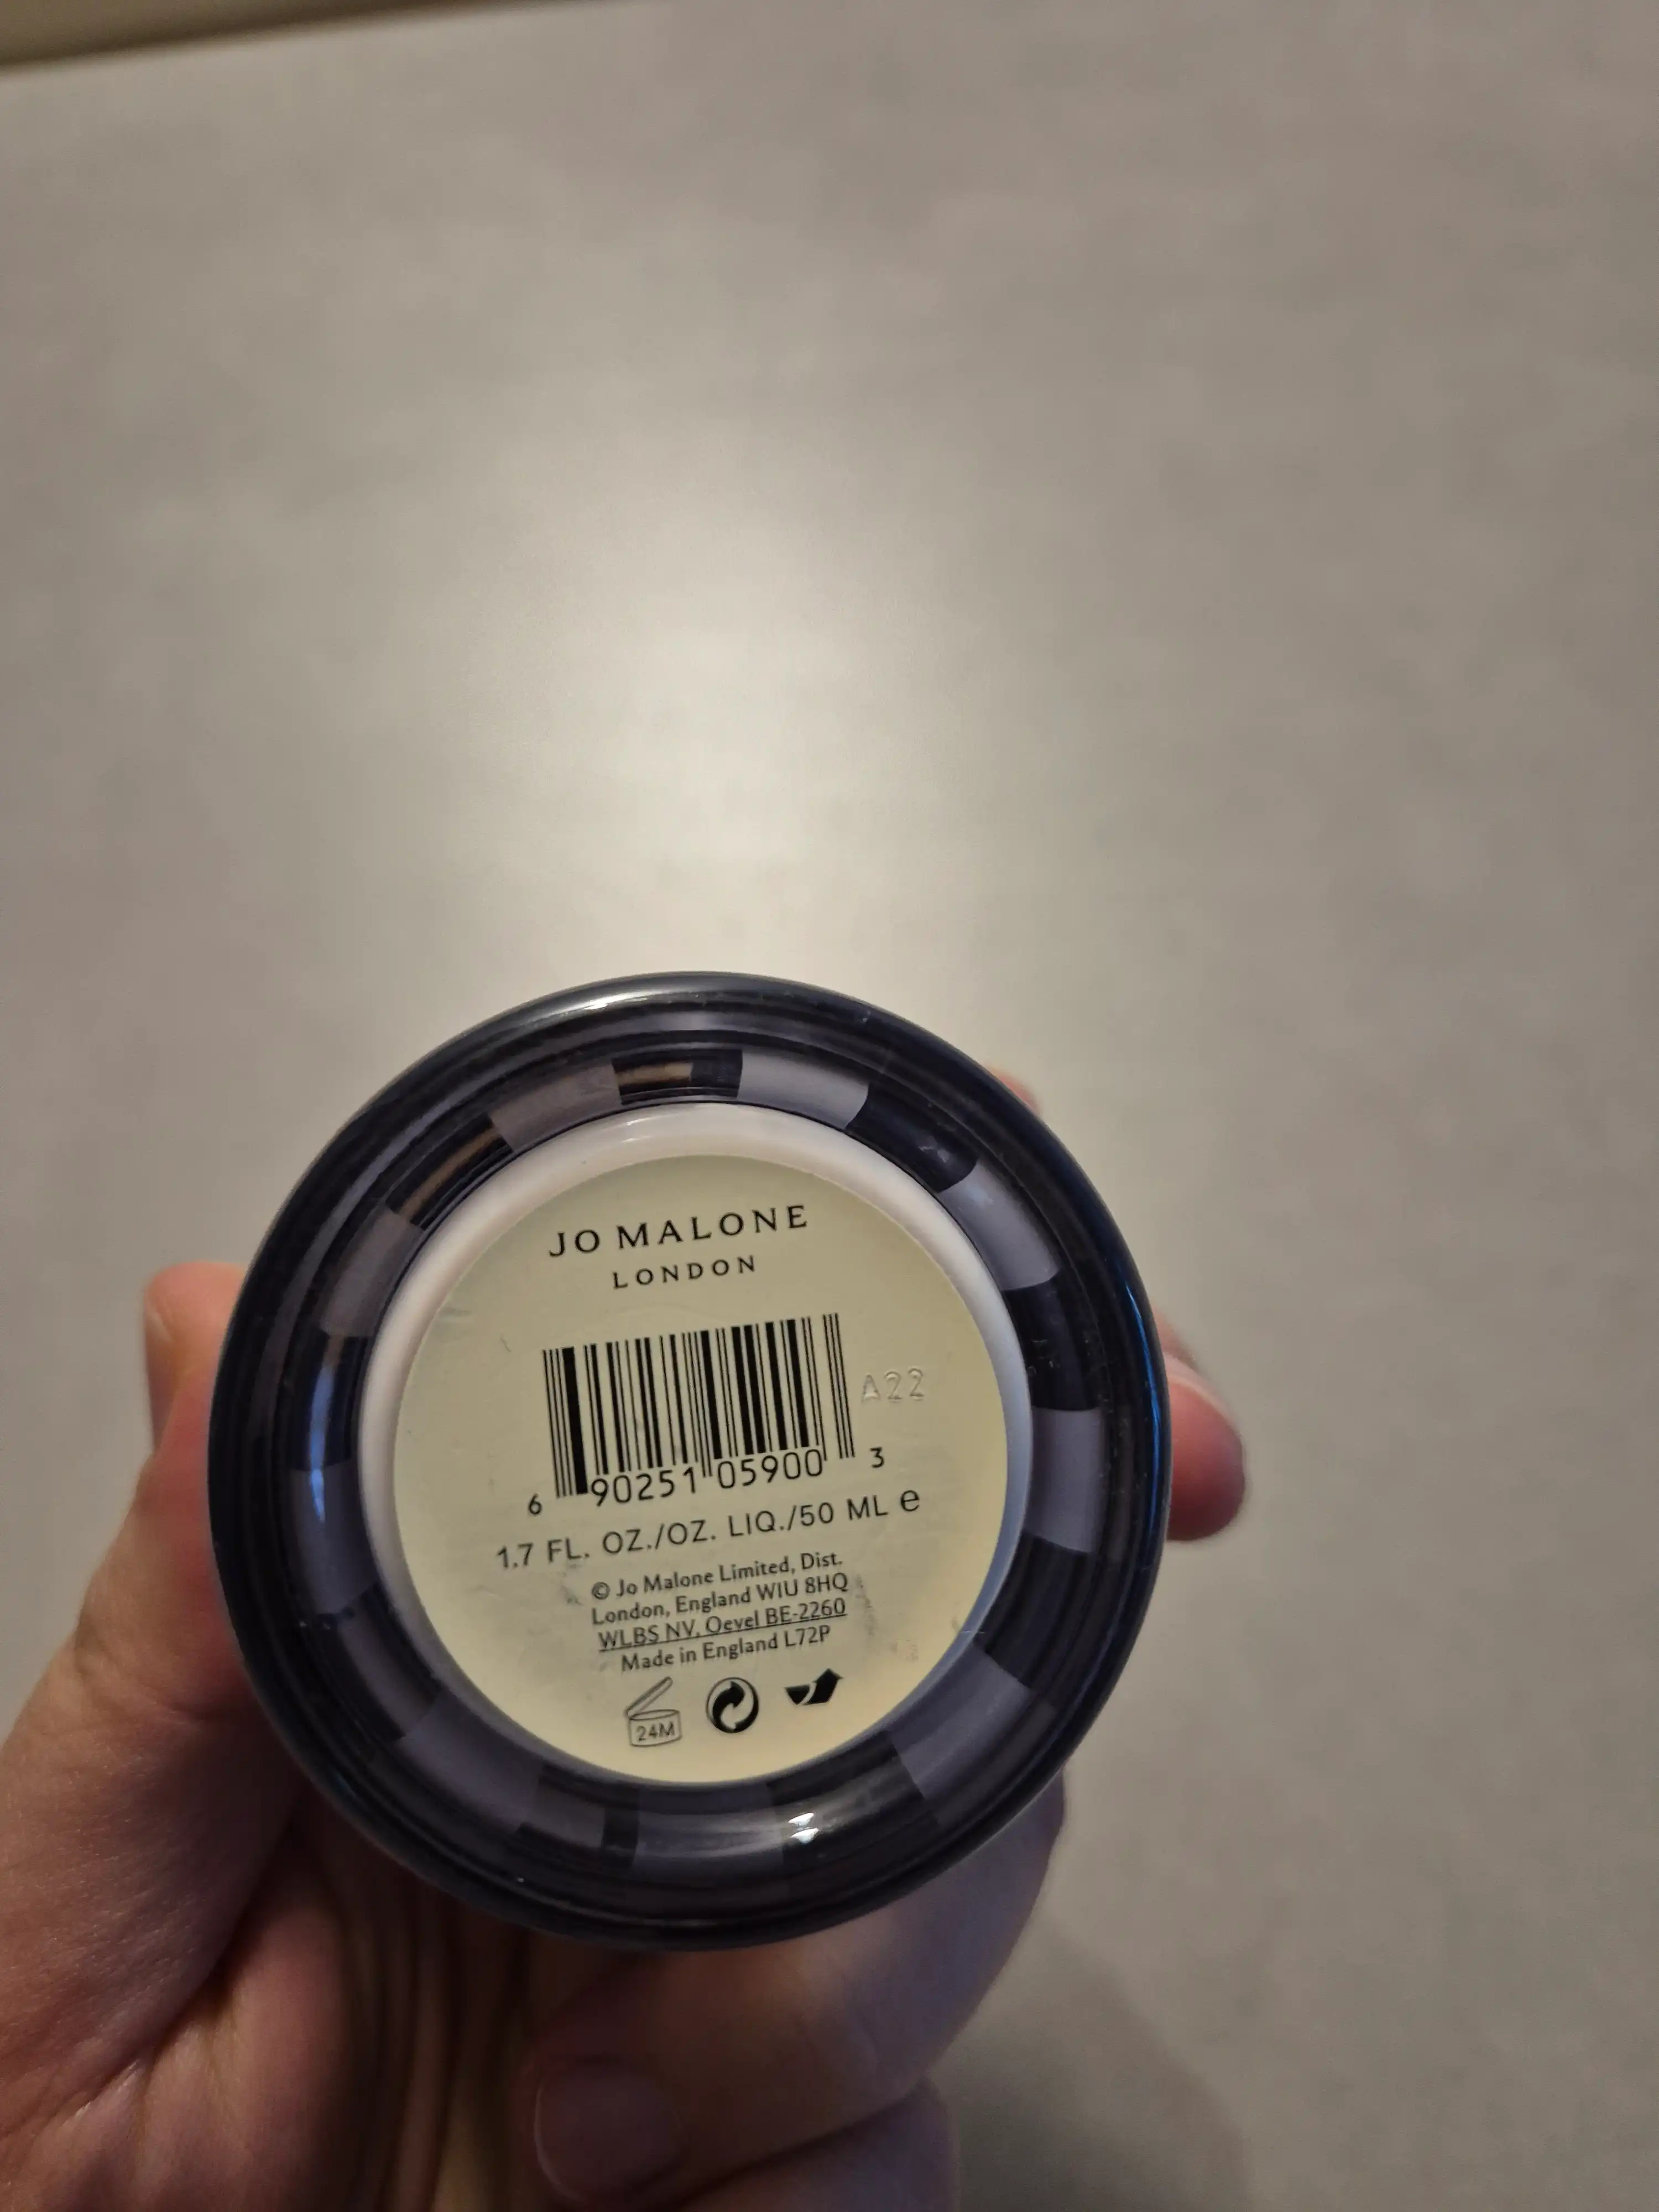 JO MALONE
LONDON
A22
6 90251 05900 3
1.7 FL. OZ./OZ. LIQ./50 ML e
© Jo Malone Limited, Dist.
London, England WIU 8HQ
WLBS NV, Oevel BE-2260
Made in England L72P
24M